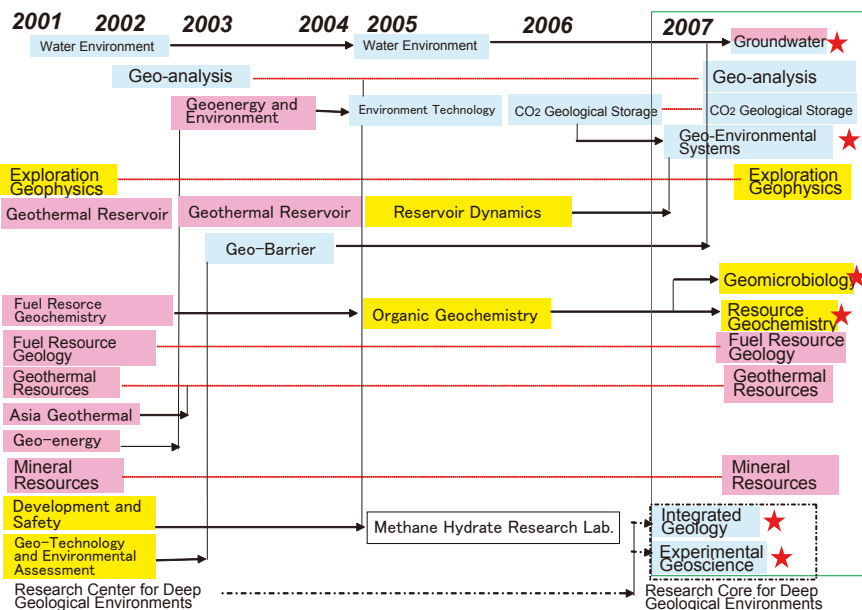 2001 2002 2003 2004 2005 2006 2007
Water Environment
Water Environment
Groundwater
Geo-analysis
Geo-analysis
Geoenergy and
Environment
Environment Technology
CO2 Geological Storage
CO2 Geological Storage
Geo-Environmental
Systems
Exploration
Geophysics
Exploration
Geophysics
Geothermal Reservoir
Geothermal Reservoir
Reservoir Dynamics
Geo-Barrier
Geomicrobiology
Fuel Resorce
Geochemistry
Organic Geochemistry
Resource
Geochemistry
Fuel Resource
Geology
Fuel Resource
Geology
Geothermal
Resources
Geothermal
Resources
Asia Geothermal
Geo-energy
Mineral
Resources
Mineral
Resources
Development and
Safety
Methane Hydrate Research Lab.
Integrated
Geology
Geo-Technology
and Environmental
Assessment
Experimental
Geoscience
Research Center for Deep
Geological Environments
Research Core for Deep
Geological Environments